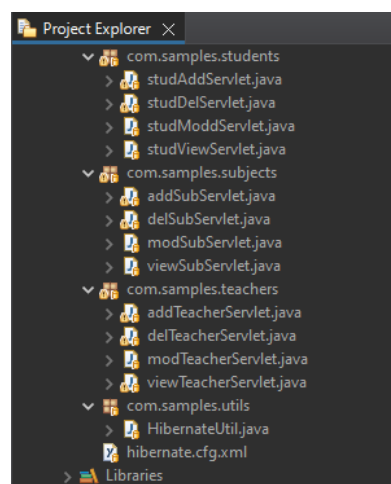 Project Explorer
com.samples.students
studAddServlet.java
studDelServlet.java
studModdServlet.java
studViewServlet.java
com.samples.subjects
addSubServlet.java
delSubServlet.java
modSubServlet.java
viewSubServlet.java
com.samples.teachers
addTeacherServlet.java
delTeacherServlet.java
modTeacherServlet.java
viewTeacherServlet.java
com.samples.utils
HibernateUtil.java
hibernate.cfg.xml
Libraries